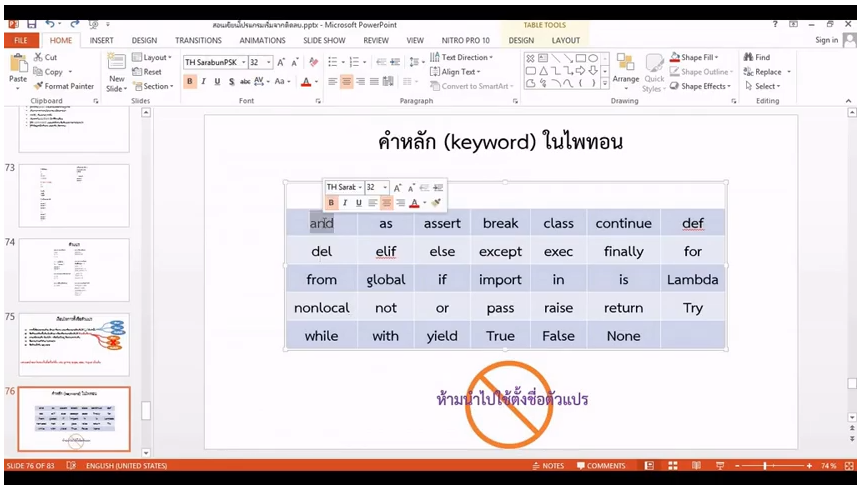 สอนเขียนโปรแกรมเริ่มจากติดลบ.pptx - Microsoft PowerPoint
TABLE TOOLS
FILE HOME INSERT DESIGN TRANSITIONS ANIMATIONS SLIDE SHOW REVIEW VIEW NITRO PRO 10 DESIGN LAYOUT Sign in
Paste
Cut
Copy
Format Painter
Clipboard
New Slide
Layout
Reset
Section
Slides
TH SarabunPSK 32
B I U S abc AV Aa A
Font
Text Direction
Align Text
Convert to SmartArt
Paragraph
Arrange
Quick Styles
Shape Fill
Shape Outline
Shape Effects
Drawing
Find
Replace
Select
Editing
73
74
75
76
คำหลัก (keyword) ในไพทอน
TH Saral 32
B I U A
and as assert break class continue def
del elif else except exec finally for
from global if import in is Lambda
nonlocal not or pass raise return Try
while with yield True False None
ห้ามนำไปใช้ตั้งชื่อตัวแปร
SLIDE 76 OF 83 ENGLISH (UNITED STATES) NOTES COMMENTS 74 %